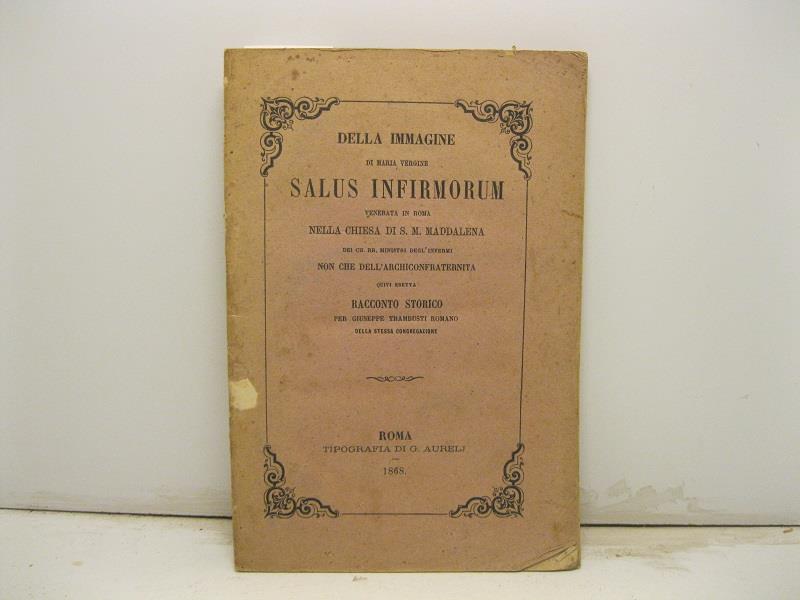 DELLA IMMAGINE
DI MARIA VERGINE
SALUS INFIRMORUM
VENERATA IN ROMA
NELLA CHIESA DI S. M. MADDALENA
DEI CH. RR. MINISTRI DEGL'INFERMI
NON CHE DELL'ARCHICONFRATERNITA
QUIVI ERETTA
RACCONTO STORICO
PER GIUSEPPE TRAMBUSTI ROMANO
DELLA STESSA CONGREGAZIONE
ROMA
TIPOGRAFIA DI G. AURELJ
1868.